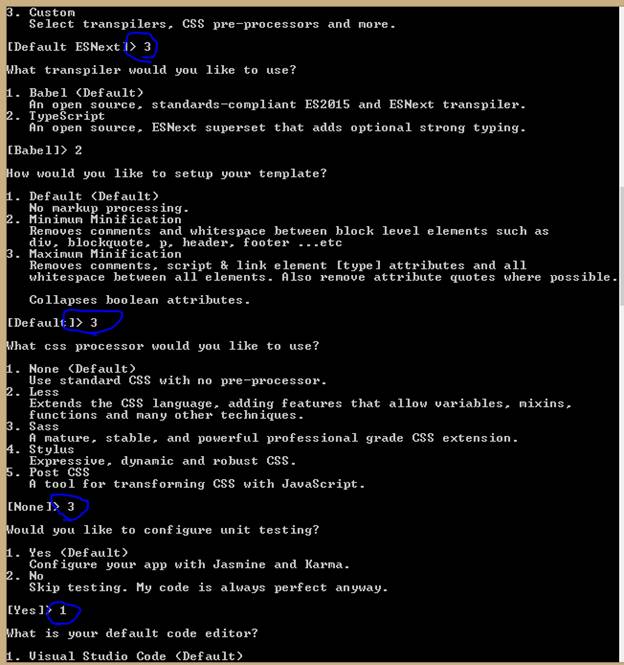 3. Custom
Select transpilers, CSS pre-processors and more.
[Default ESNext]> 3
What transpiler would you like to use?
1. Babel (Default)
An open source, standards-compliant ES2015 and ESNext transpiler.
2. TypeScript
An open source, ESNext superset that adds optional strong typing.
[Babel]> 2
How would you like to setup your template?
1. Default (Default)
No markup processing.
2. Minimum Minification
Removes comments and whitespace between block level elements such as
div, blockquote, p, header, footer ...etc
3. Maximum Minification
Removes comments, script & link element [type] attributes and all
whitespace between all elements. Also remove attribute quotes where possible.
Collapses boolean attributes.
[Default]> 3
What css processor would you like to use?
1. None (Default)
Use standard CSS with no pre-processor.
2. Less
Extends the CSS language, adding features that allow variables, mixins,
functions and many other techniques.
3. Sass
A mature, stable, and powerful professional grade CSS extension.
4. Stylus
Expressive, dynamic and robust CSS.
5. Post CSS
A tool for transforming CSS with JavaScript.
[None]> 3
Would you like to configure unit testing?
1. Yes (Default)
Configure your app with Jasmine and Karma.
2. No
Skip testing. My code is always perfect anyway.
[Yes]> 1
What is your default code editor?
1. Visual Studio Code (Default)